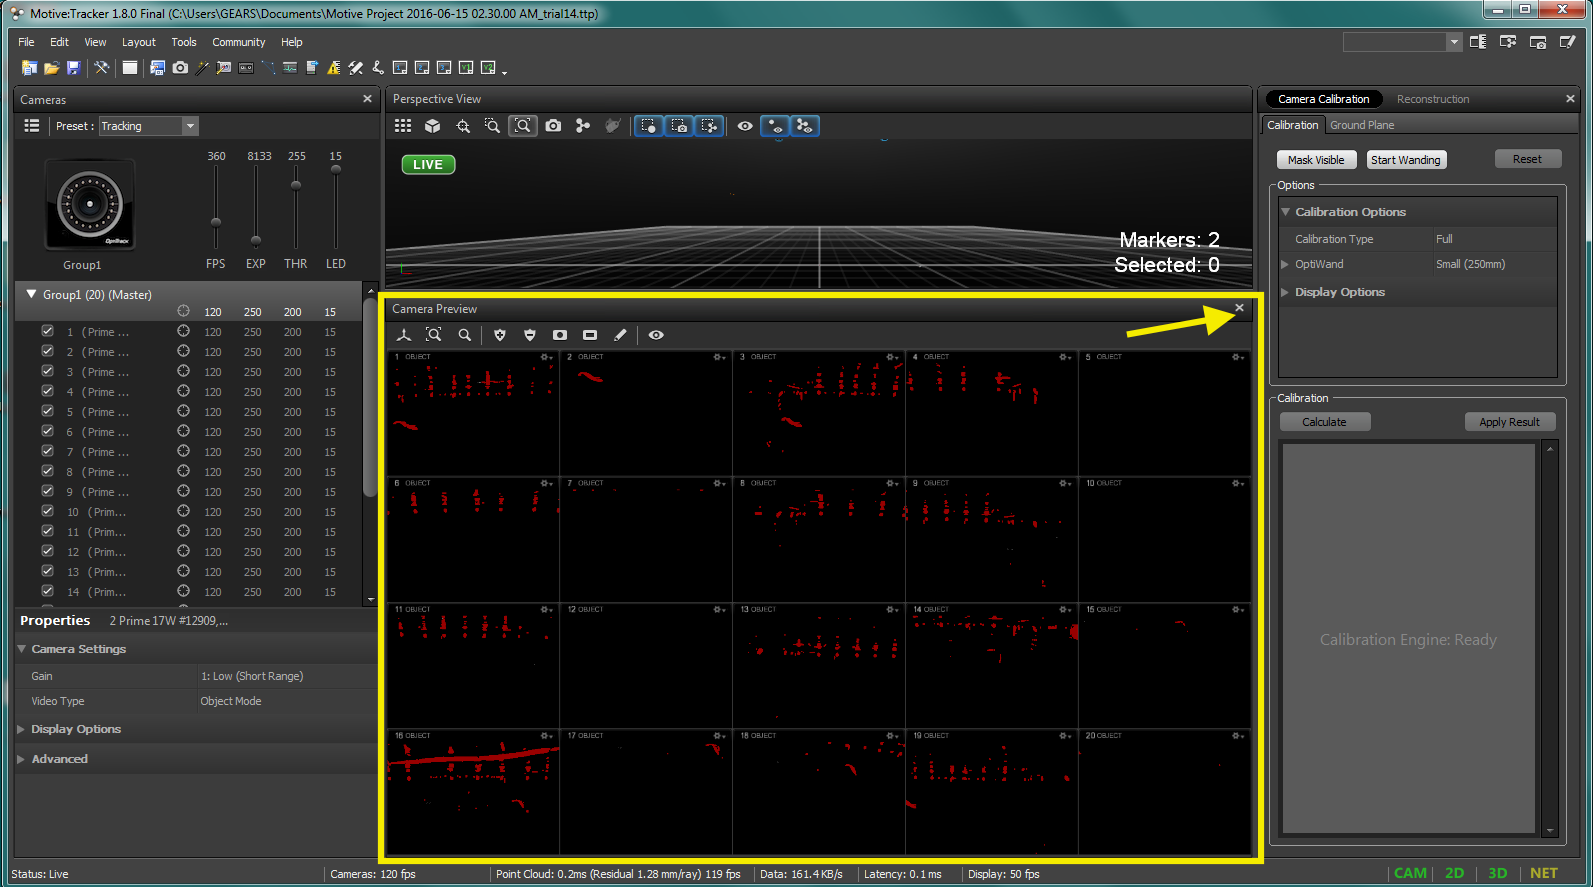 Motive:Tracker 1.8.0 Final (C:\Users\GEARS\Documents\Motive Project 2016-06-15 02.30.00 AM_trial14.ttp)
File Edit View Layout Tools Community Help
Cameras
Preset : Tracking
360 8133 255 15
OptiTrack
Group1
FPS EXP THR LED
Group1 (20) (Master)
120 250 200 15
1 (Prime ... 120 250 200 15
2 (Prime ... 120 250 200 15
3 (Prime ... 120 250 200 15
4 (Prime ... 120 250 200 15
5 (Prime ... 120 250 200 15
6 (Prime ... 120 250 200 15
7 (Prime ... 120 250 200 15
8 (Prime ... 120 250 200 15
9 (Prime ... 120 250 200 15
10 (Prim... 120 250 200 15
11 (Prim... 120 250 200 15
12 (Prim... 120 250 200 15
13 (Prim... 120 250 200 15
14 (Prim... 120 250 200 15
Properties 2 Prime 17W #12909,...
Camera Settings
Gain 1: Low (Short Range)
Video Type Object Mode
Display Options
Advanced
Perspective View
LIVE
Markers: 2
Selected: 0
Camera Preview
1 OBJECT 2 OBJECT 3 OBJECT 4 OBJECT 5 OBJECT
6 OBJECT 7 OBJECT 8 OBJECT 9 OBJECT 10 OBJECT
11 OBJECT 12 OBJECT 13 OBJECT 14 OBJECT 15 OBJECT
16 OBJECT 17 OBJECT 18 OBJECT 19 OBJECT 20 OBJECT
Camera Calibration Reconstruction
Calibration Ground Plane
Mask Visible Start Wanding Reset
Options
Calibration Options
Calibration Type Full
OptiWand Small (250mm)
Display Options
Calibration
Calculate Apply Result
Calibration Engine: Ready
Status: Live Cameras: 120 fps Point Cloud: 0.2ms (Residual 1.28 mm/ray) 119 fps Data: 161.4 KB/s Latency: 0.1 ms Display: 50 fps CAM 2D 3D NET